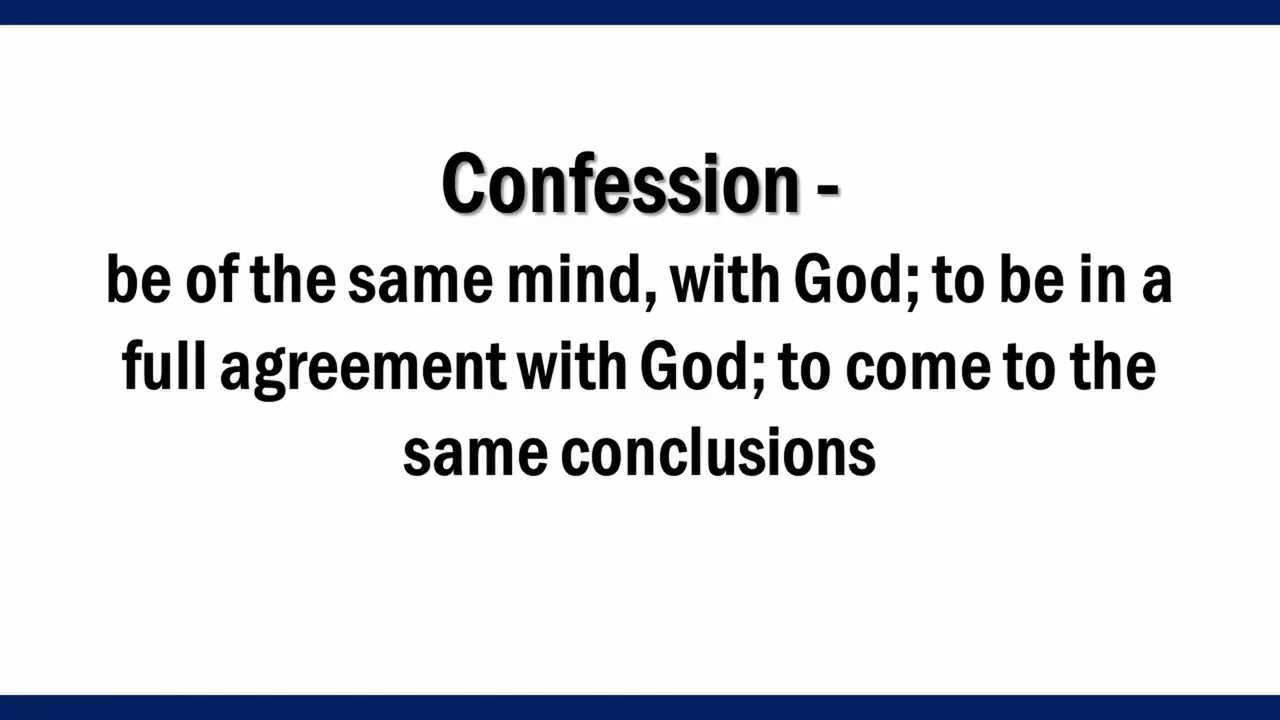 Confession -
be of the same mind, with God; to be in a
full agreement with God; to come to the
same conclusions